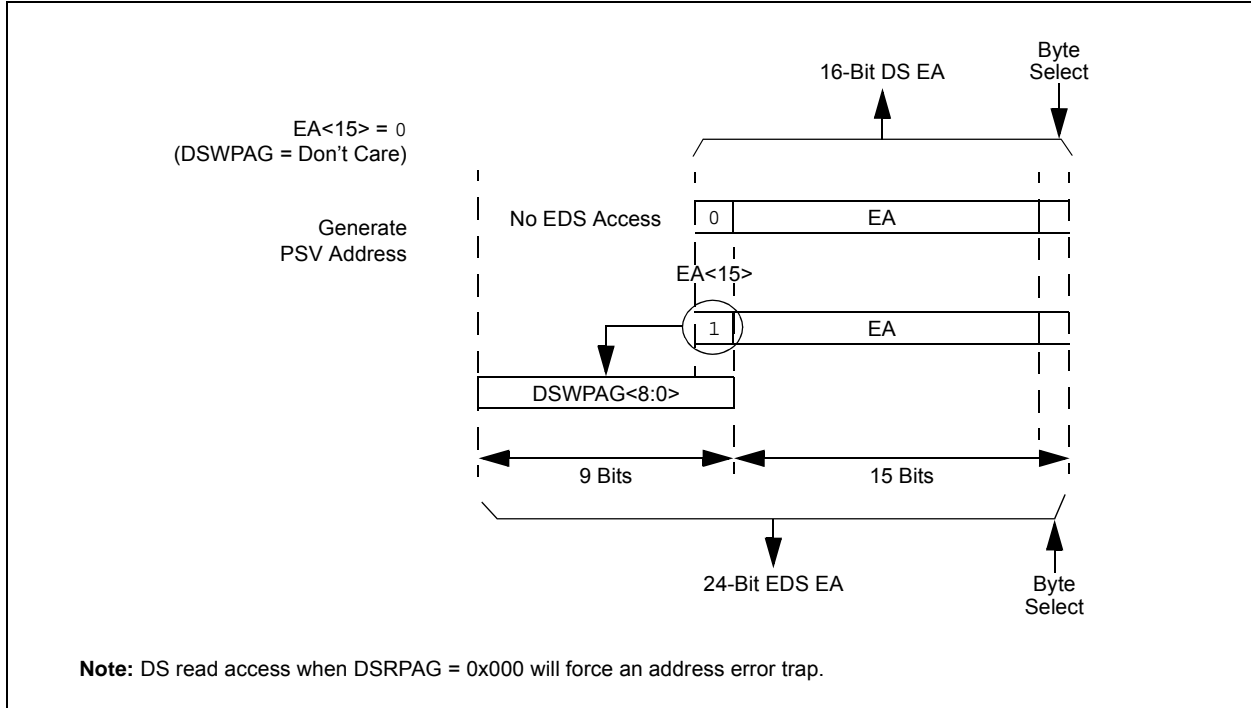 16-Bit DS EA
Byte
Select
EA<15> = 0
(DSWPAG = Don't Care)
Generate
PSV Address
No EDS Access
0
EA
EA<15>
1
EA
DSWPAG<8:0>
9 Bits
15 Bits
24-Bit EDS EA
Byte
Select
Note: DS read access when DSRPAG = 0x000 will force an address error trap.